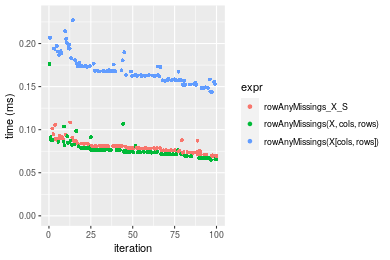 0.20
0.15
0.10
0.05
0.00
time (ms)
0 25 50 75 100
iteration
expr
rowAnyMissings_X_S
rowAnyMissings(X, cols, rows)
rowAnyMissings(X[cols, rows])